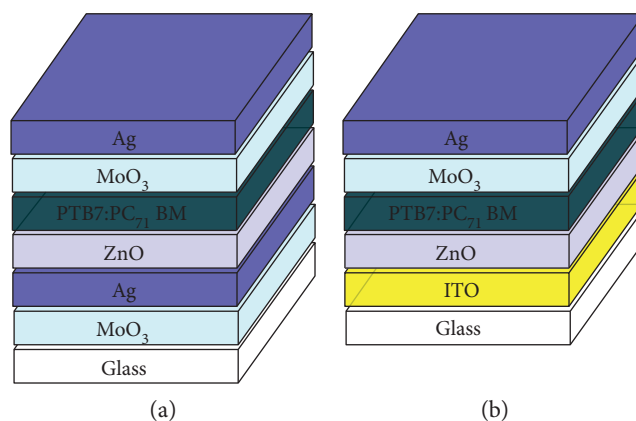 Ag
MoO₃
PTB7:PC₇₁ BM
ZnO
Ag
MoO₃
Glass
(a)
Ag
MoO₃
PTB7:PC₇₁ BM
ZnO
ITO
Glass
(b)